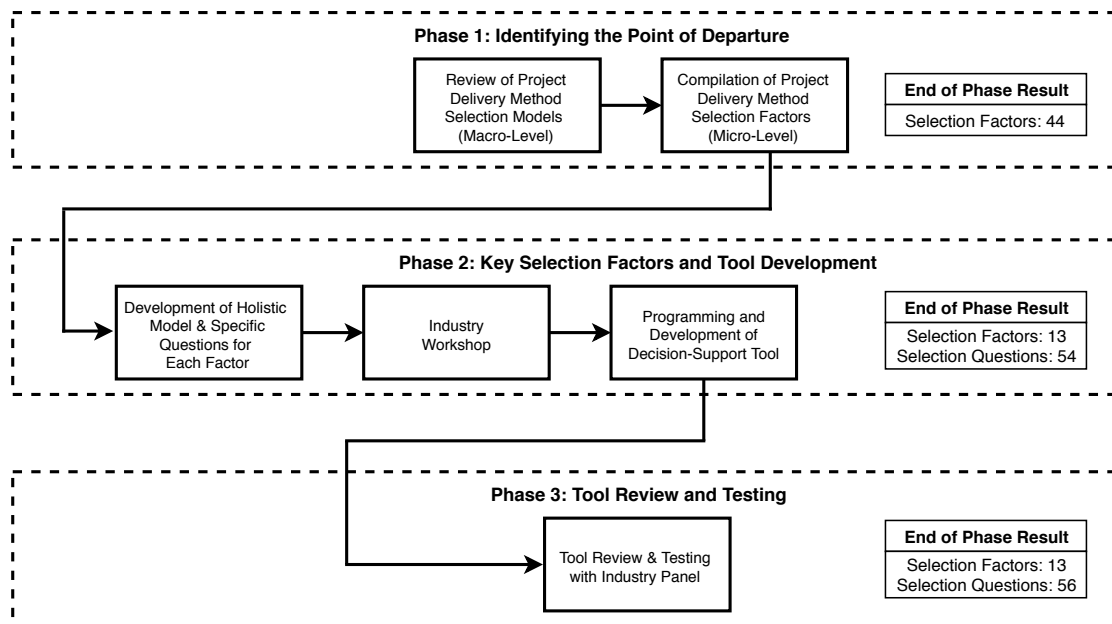 Phase 1: Identifying the Point of Departure
Review of Project
Delivery Method
Selection Models
(Macro-Level)
Compilation of Project
Delivery Method
Selection Factors
(Micro-Level)
End of Phase Result
Selection Factors: 44
Phase 2: Key Selection Factors and Tool Development
Development of Holistic
Model & Specific
Questions for
Each Factor
Industry
Workshop
Programming and
Development of
Decision-Support Tool
End of Phase Result
Selection Factors: 13
Selection Questions: 54
Phase 3: Tool Review and Testing
Tool Review & Testing
with Industry Panel
End of Phase Result
Selection Factors: 13
Selection Questions: 56